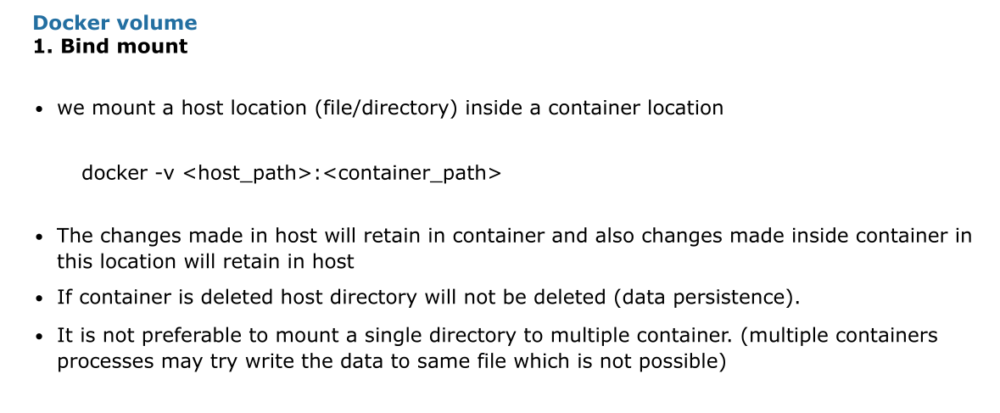 Docker volume
1. Bind mount
• we mount a host location (file/directory) inside a container location
docker -v <host_path>:<container_path>
• The changes made in host will retain in container and also changes made inside container in
this location will retain in host
• If container is deleted host directory will not be deleted (data persistence).
• It is not preferable to mount a single directory to multiple container. (multiple containers
processes may try write the data to same file which is not possible)